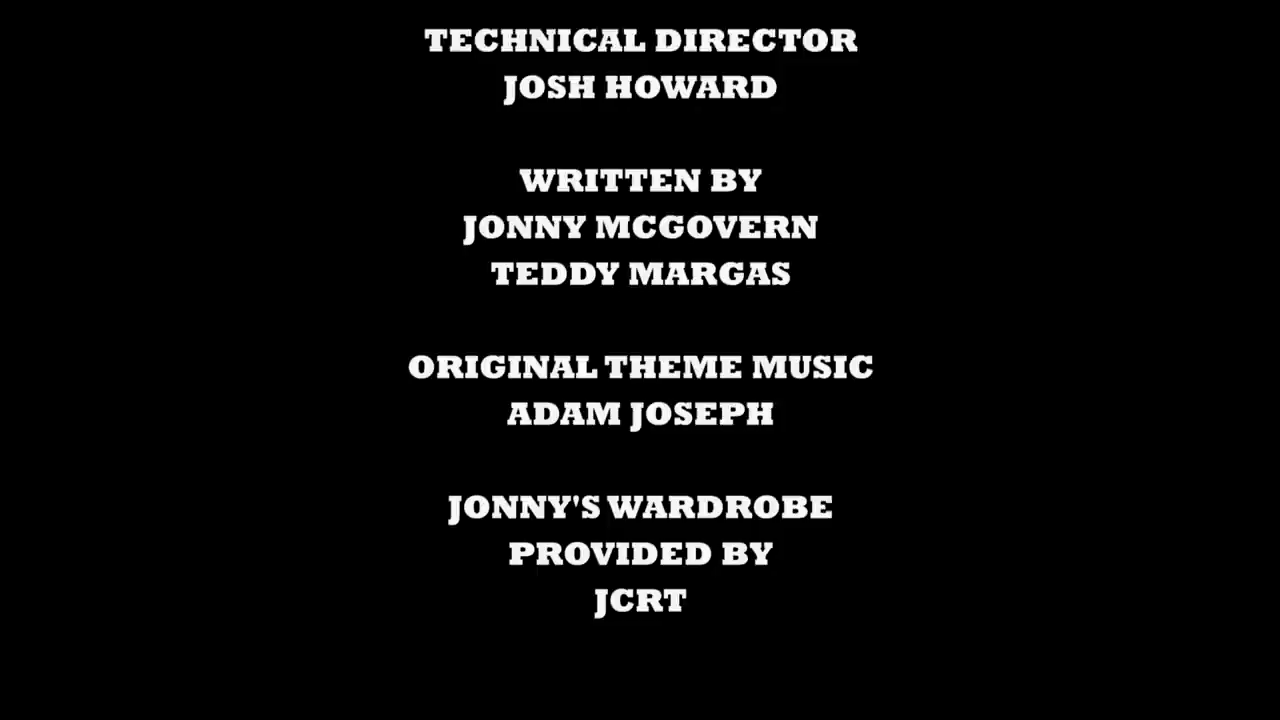 TECHNICAL DIRECTOR
JOSH HOWARD
WRITTEN BY
JONNY MCGOVERN
TEDDY MARGAS
ORIGINAL THEME MUSIC
ADAM JOSEPH
JONNY'S WARDROBE
PROVIDED BY
JCRT